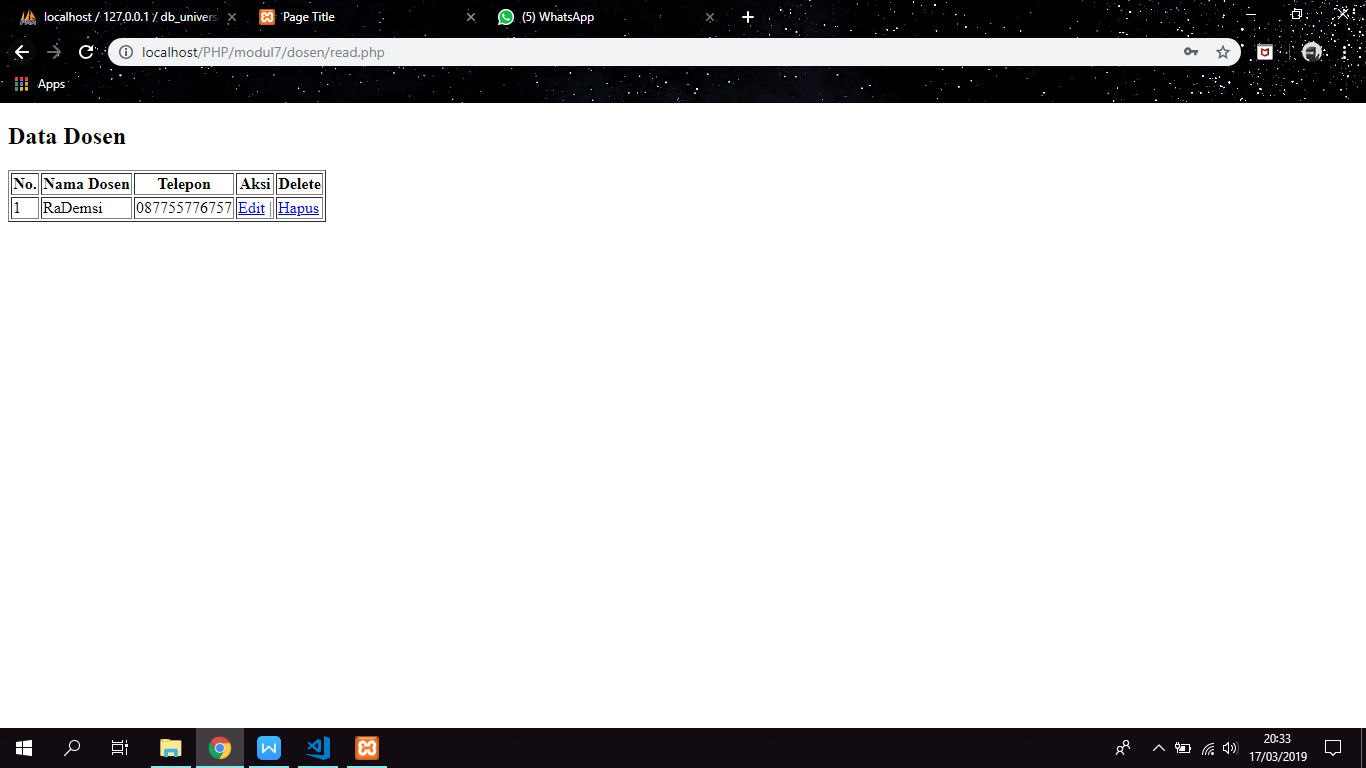 localhost / 127.0.0.1 / db_univers
Page Title
(5) WhatsApp
localhost/PHP/modul7/dosen/read.php
Apps
Data Dosen
No. Nama Dosen Telepon Aksi Delete
1 RaDemsi 087755776757 Edit | Hapus
20:33
17/03/2019